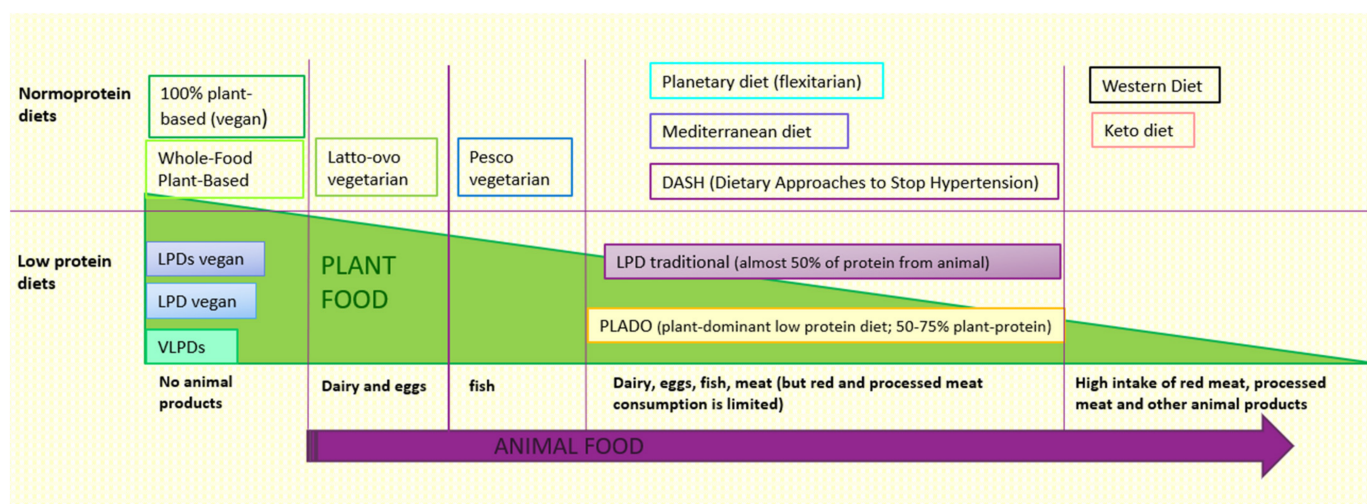 Normoprotein
diets
100% plant-
based (vegan)
Whole-Food
Plant-Based
Latto-ovo
vegetarian
Pesco
vegetarian
Planetary diet (flexitarian)
Mediterranean diet
DASH (Dietary Approaches to Stop Hypertension)
Western Diet
Keto diet
Low protein
diets
LPDs vegan
LPD vegan
VLPDs
PLANT
FOOD
LPD traditional (almost 50% of protein from animal)
PLADO (plant-dominant low protein diet; 50-75% plant-protein)
No animal
products
Dairy and eggs
fish
Dairy, eggs, fish, meat (but red and processed meat
consumption is limited)
High intake of red meat, processed
meat and other animal products
ANIMAL FOOD